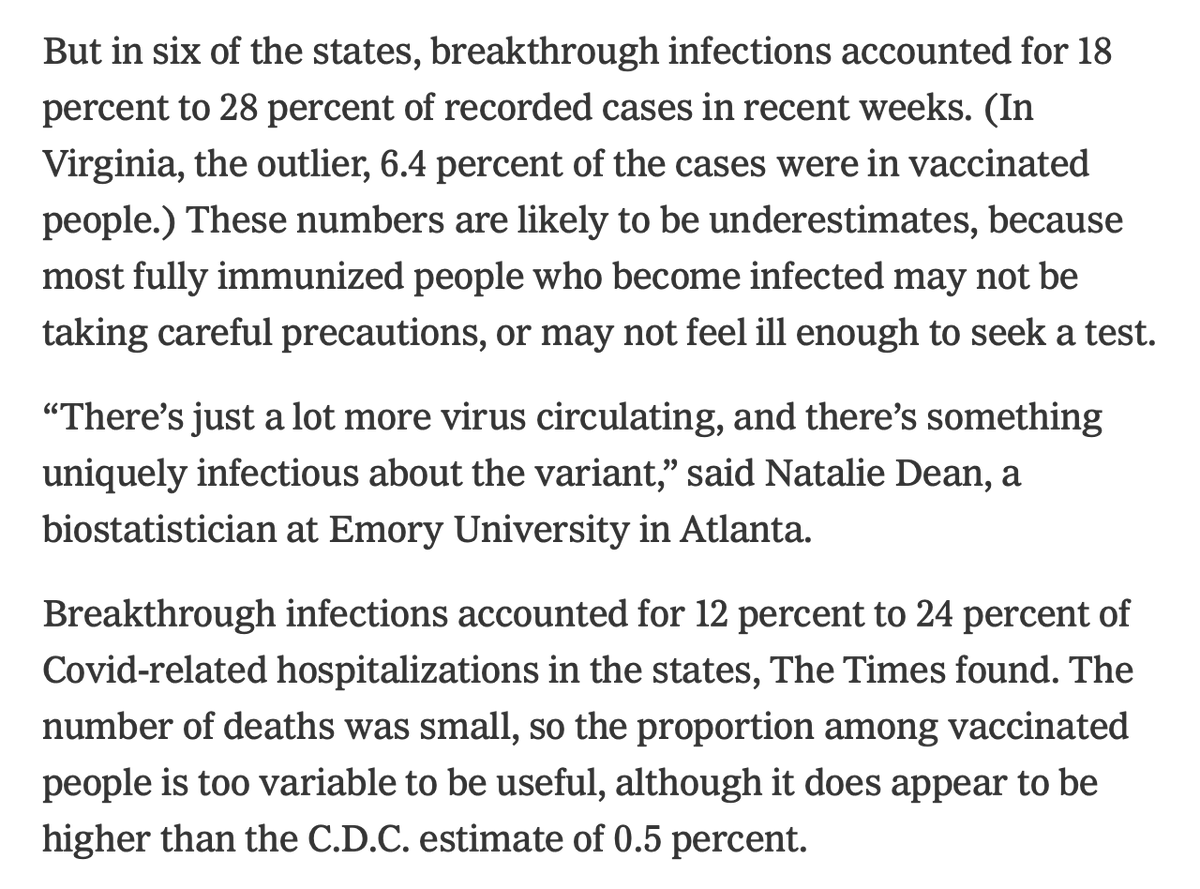 But in six of the states, breakthrough infections accounted for 18
percent to 28 percent of recorded cases in recent weeks. (In
Virginia, the outlier, 6.4 percent of the cases were in vaccinated
people.) These numbers are likely to be underestimates, because
most fully immunized people who become infected may not be
taking careful precautions, or may not feel ill enough to seek a test.
“There’s just a lot more virus circulating, and there’s something
uniquely infectious about the variant,” said Natalie Dean, a
biostatistician at Emory University in Atlanta.
Breakthrough infections accounted for 12 percent to 24 percent of
Covid-related hospitalizations in the states, The Times found. The
number of deaths was small, so the proportion among vaccinated
people is too variable to be useful, although it does appear to be
higher than the C.D.C. estimate of 0.5 percent.